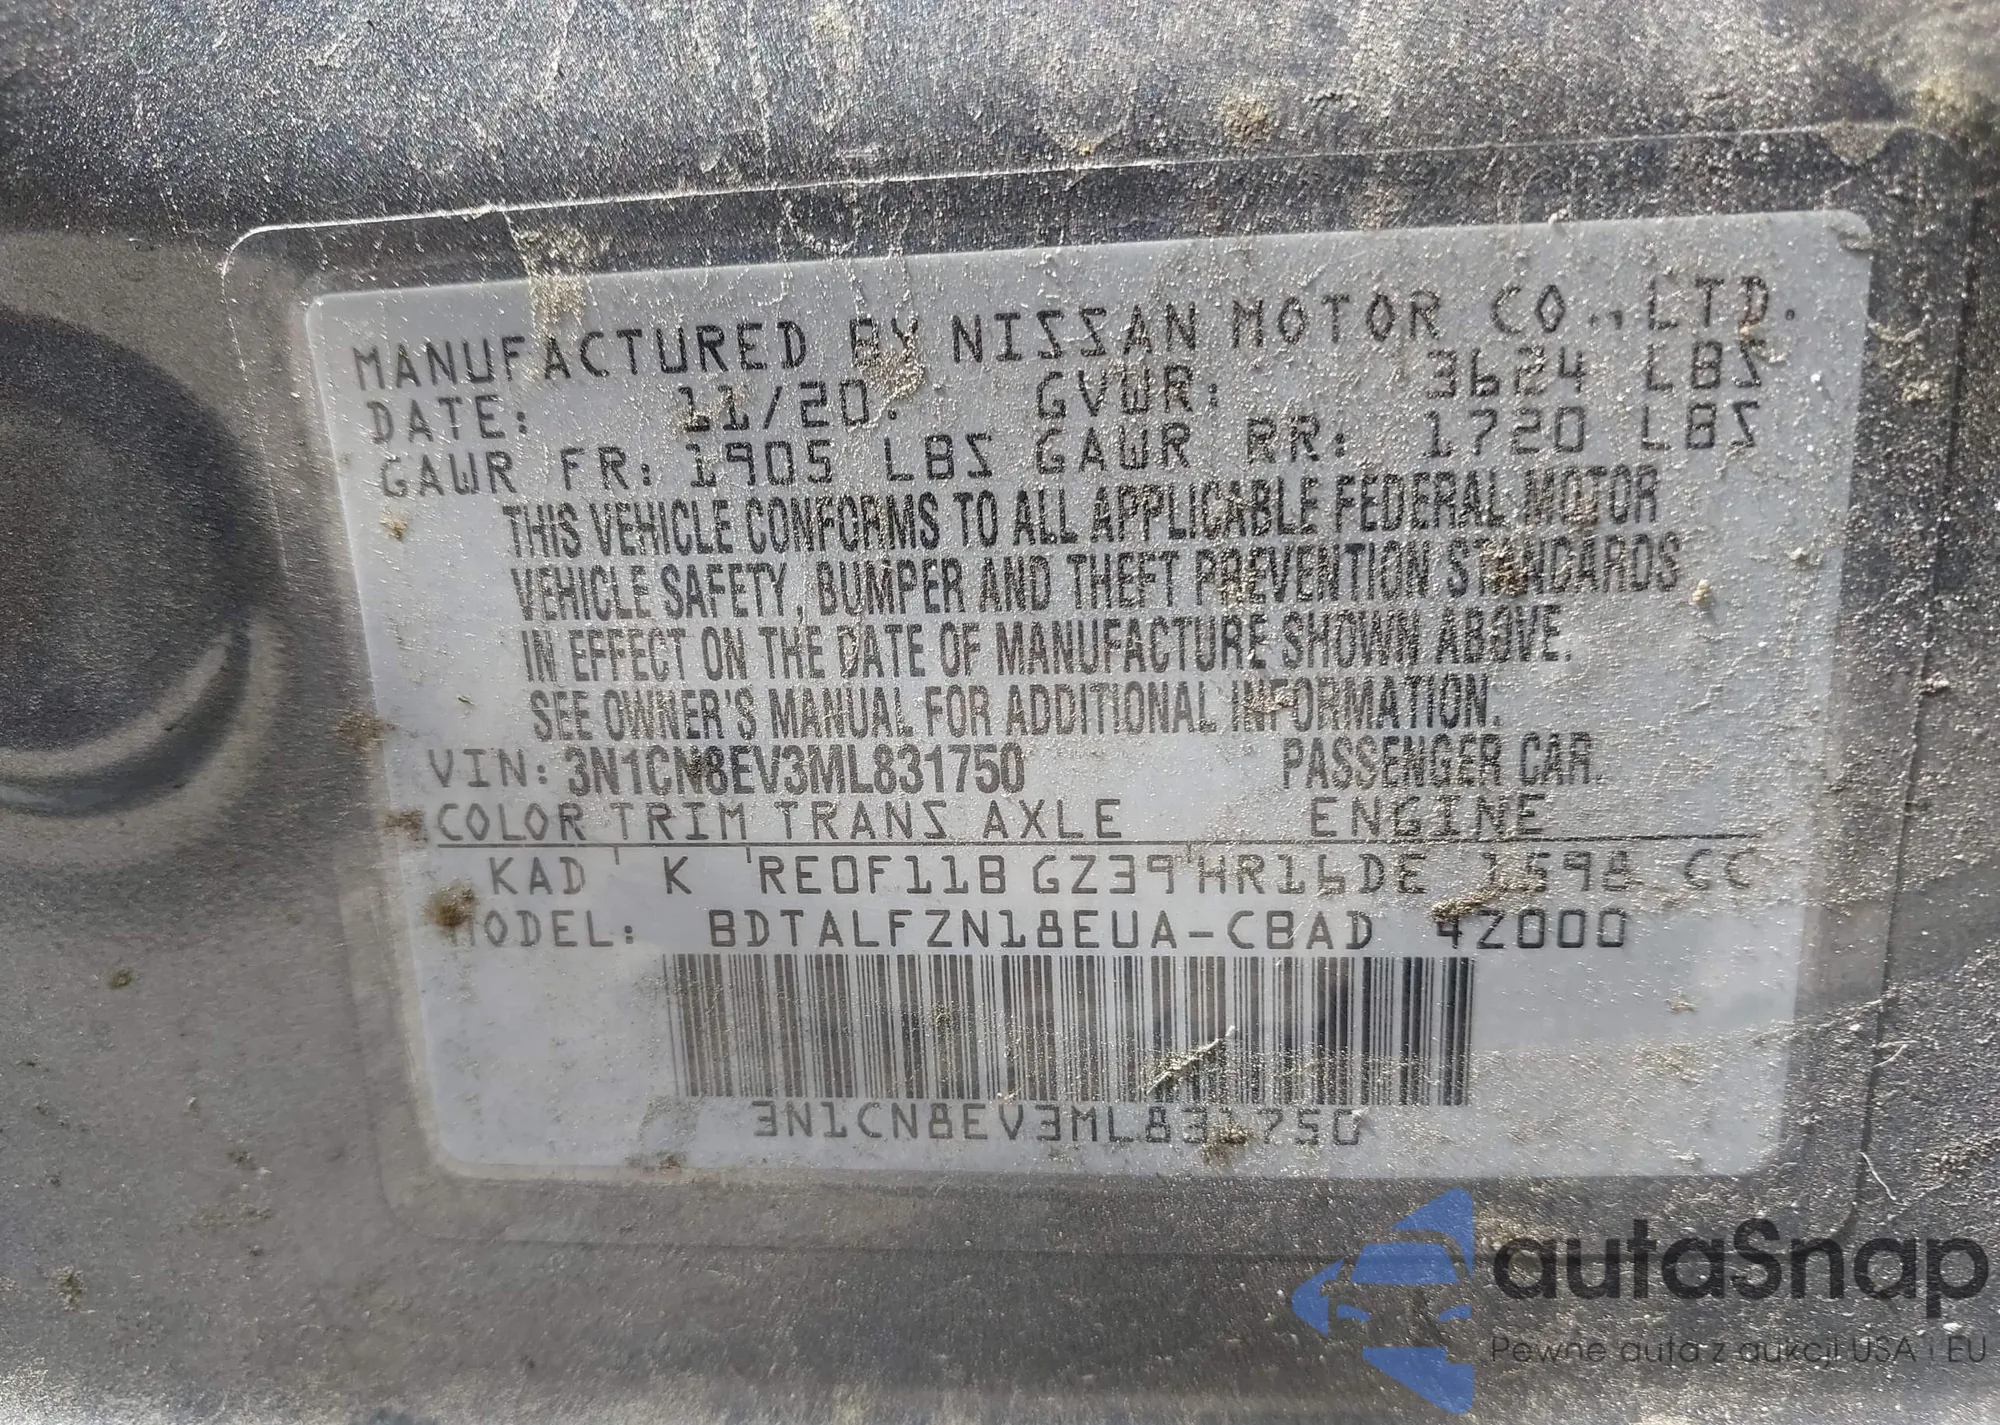 MANUFACTURED BY NISSAN MOTOR CO., LTD.
DATE: 11/20. GVWR: 3624 LBS
GAWR FR: 1905 LBS GAWR RR: 1720 LBS
THIS VEHICLE CONFORMS TO ALL APPLICABLE FEDERAL MOTOR
VEHICLE SAFETY, BUMPER AND THEFT PREVENTION STANDARDS
IN EFFECT ON THE DATE OF MANUFACTURE SHOWN ABOVE.
SEE OWNER'S MANUAL FOR ADDITIONAL INFORMATION.
VIN: 3N1CN8EV3ML831750 PASSENGER CAR.
COLOR TRIM TRANS AXLE ENGINE
KAD K RE0F11B GZ39 HR16DE 1598 CC
MODEL: BDTALFZN18EUA-CBAD 4Z000
3N1CN8EV3ML831750
autaSnap
Pewne auta z aukcji USA i EU